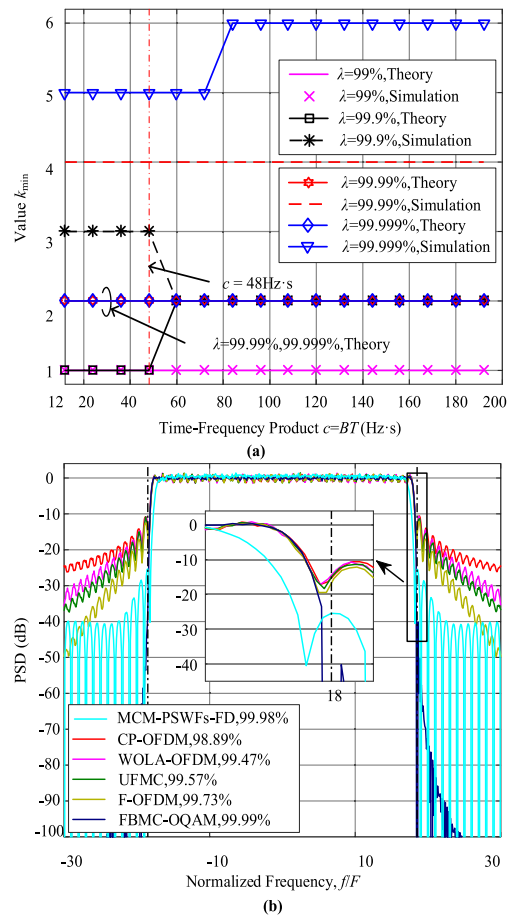 6
5
4
3
2
1
Value kmin
λ=99%,Theory
λ=99%,Simulation
λ=99.9%,Theory
λ=99.9%,Simulation
λ=99.99%,Theory
λ=99.99%,Simulation
λ=99.999%,Theory
λ=99.999%,Simulation
c = 48Hz·s
λ=99.99%,99.999%,Theory
12 20 40 60 80 100 120 140 160 180 200
Time-Frequency Product c=BT (Hz·s)
(a)
0
-10
-20
-30
-40
-50
-60
-70
-80
-90
-100
PSD (dB)
0
-10
-20
-30
-40
18
MCM-PSWFs-FD,99.98%
CP-OFDM,98.89%
WOLA-OFDM,99.47%
UFMC,99.57%
F-OFDM,99.73%
FBMC-OQAM,99.99%
-30 -10 10 30
Normalized Frequency, f/F
(b)